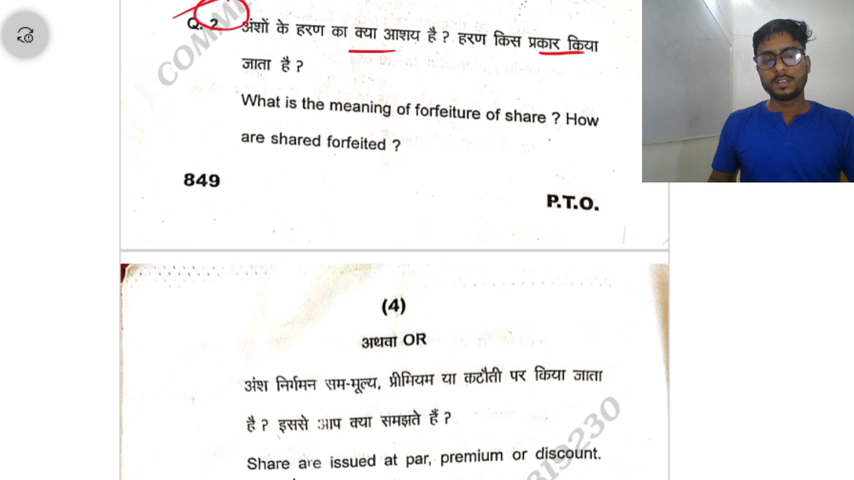 Q. 2 अंशों के हरण का क्या आशय है ? हरण किस प्रकार किया
जाता है ?
What is the meaning of forfeiture of share ? How
are shared forfeited ?
849
P.T.O.
(4)
अथवा OR
अंश निर्गमन सम-मूल्य, प्रीमियम या कटौती पर किया जाता
है ? इससे आप क्या समझते हैं ?
Share are issued at par, premium or discount.